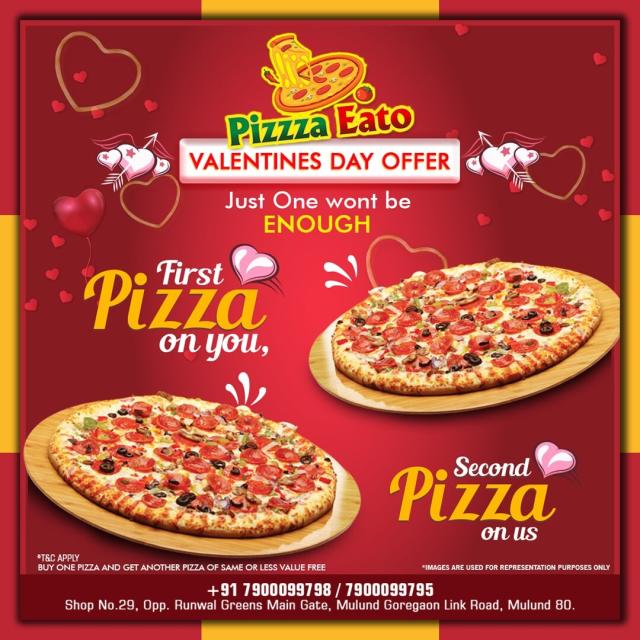 Pizzza Eato
VALENTINES DAY OFFER
Just One wont be
ENOUGH
First
Pizza
on you,
Second
Pizza
on us
*T&C APPLY
BUY ONE PIZZA AND GET ANOTHER PIZZA OF SAME OR LESS VALUE FREE
*IMAGES ARE USED FOR REPRESENTATION PURPOSES ONLY
+91 7900099798 / 7900099795
Shop No.29, Opp. Runwal Greens Main Gate, Mulund Goregaon Link Road, Mulund 80.